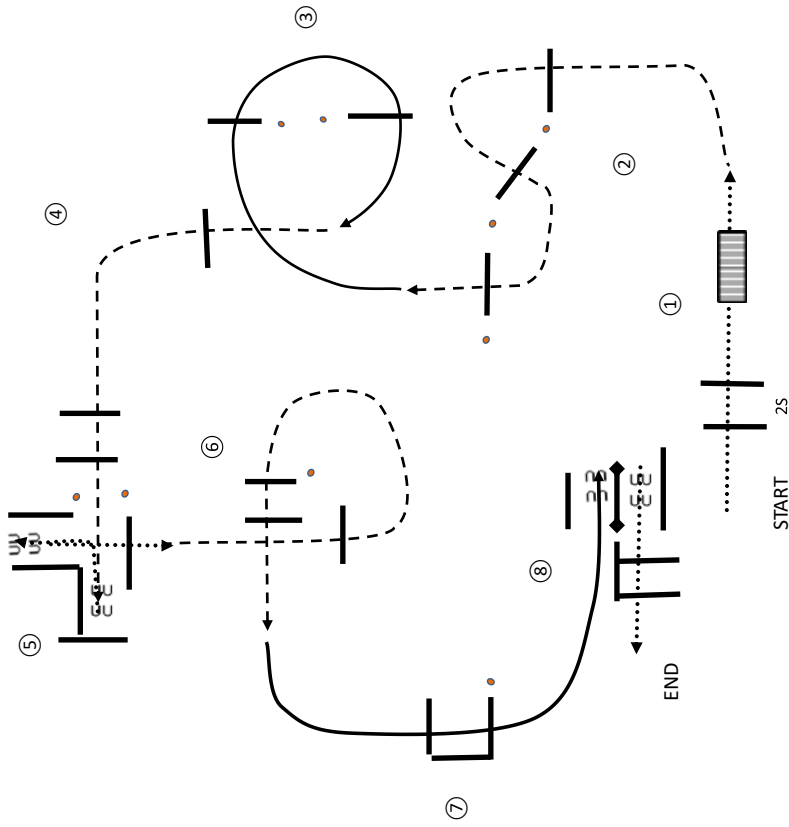 ③
④
②
①
⑥
2S
START
⑧
⑤
END
⑦